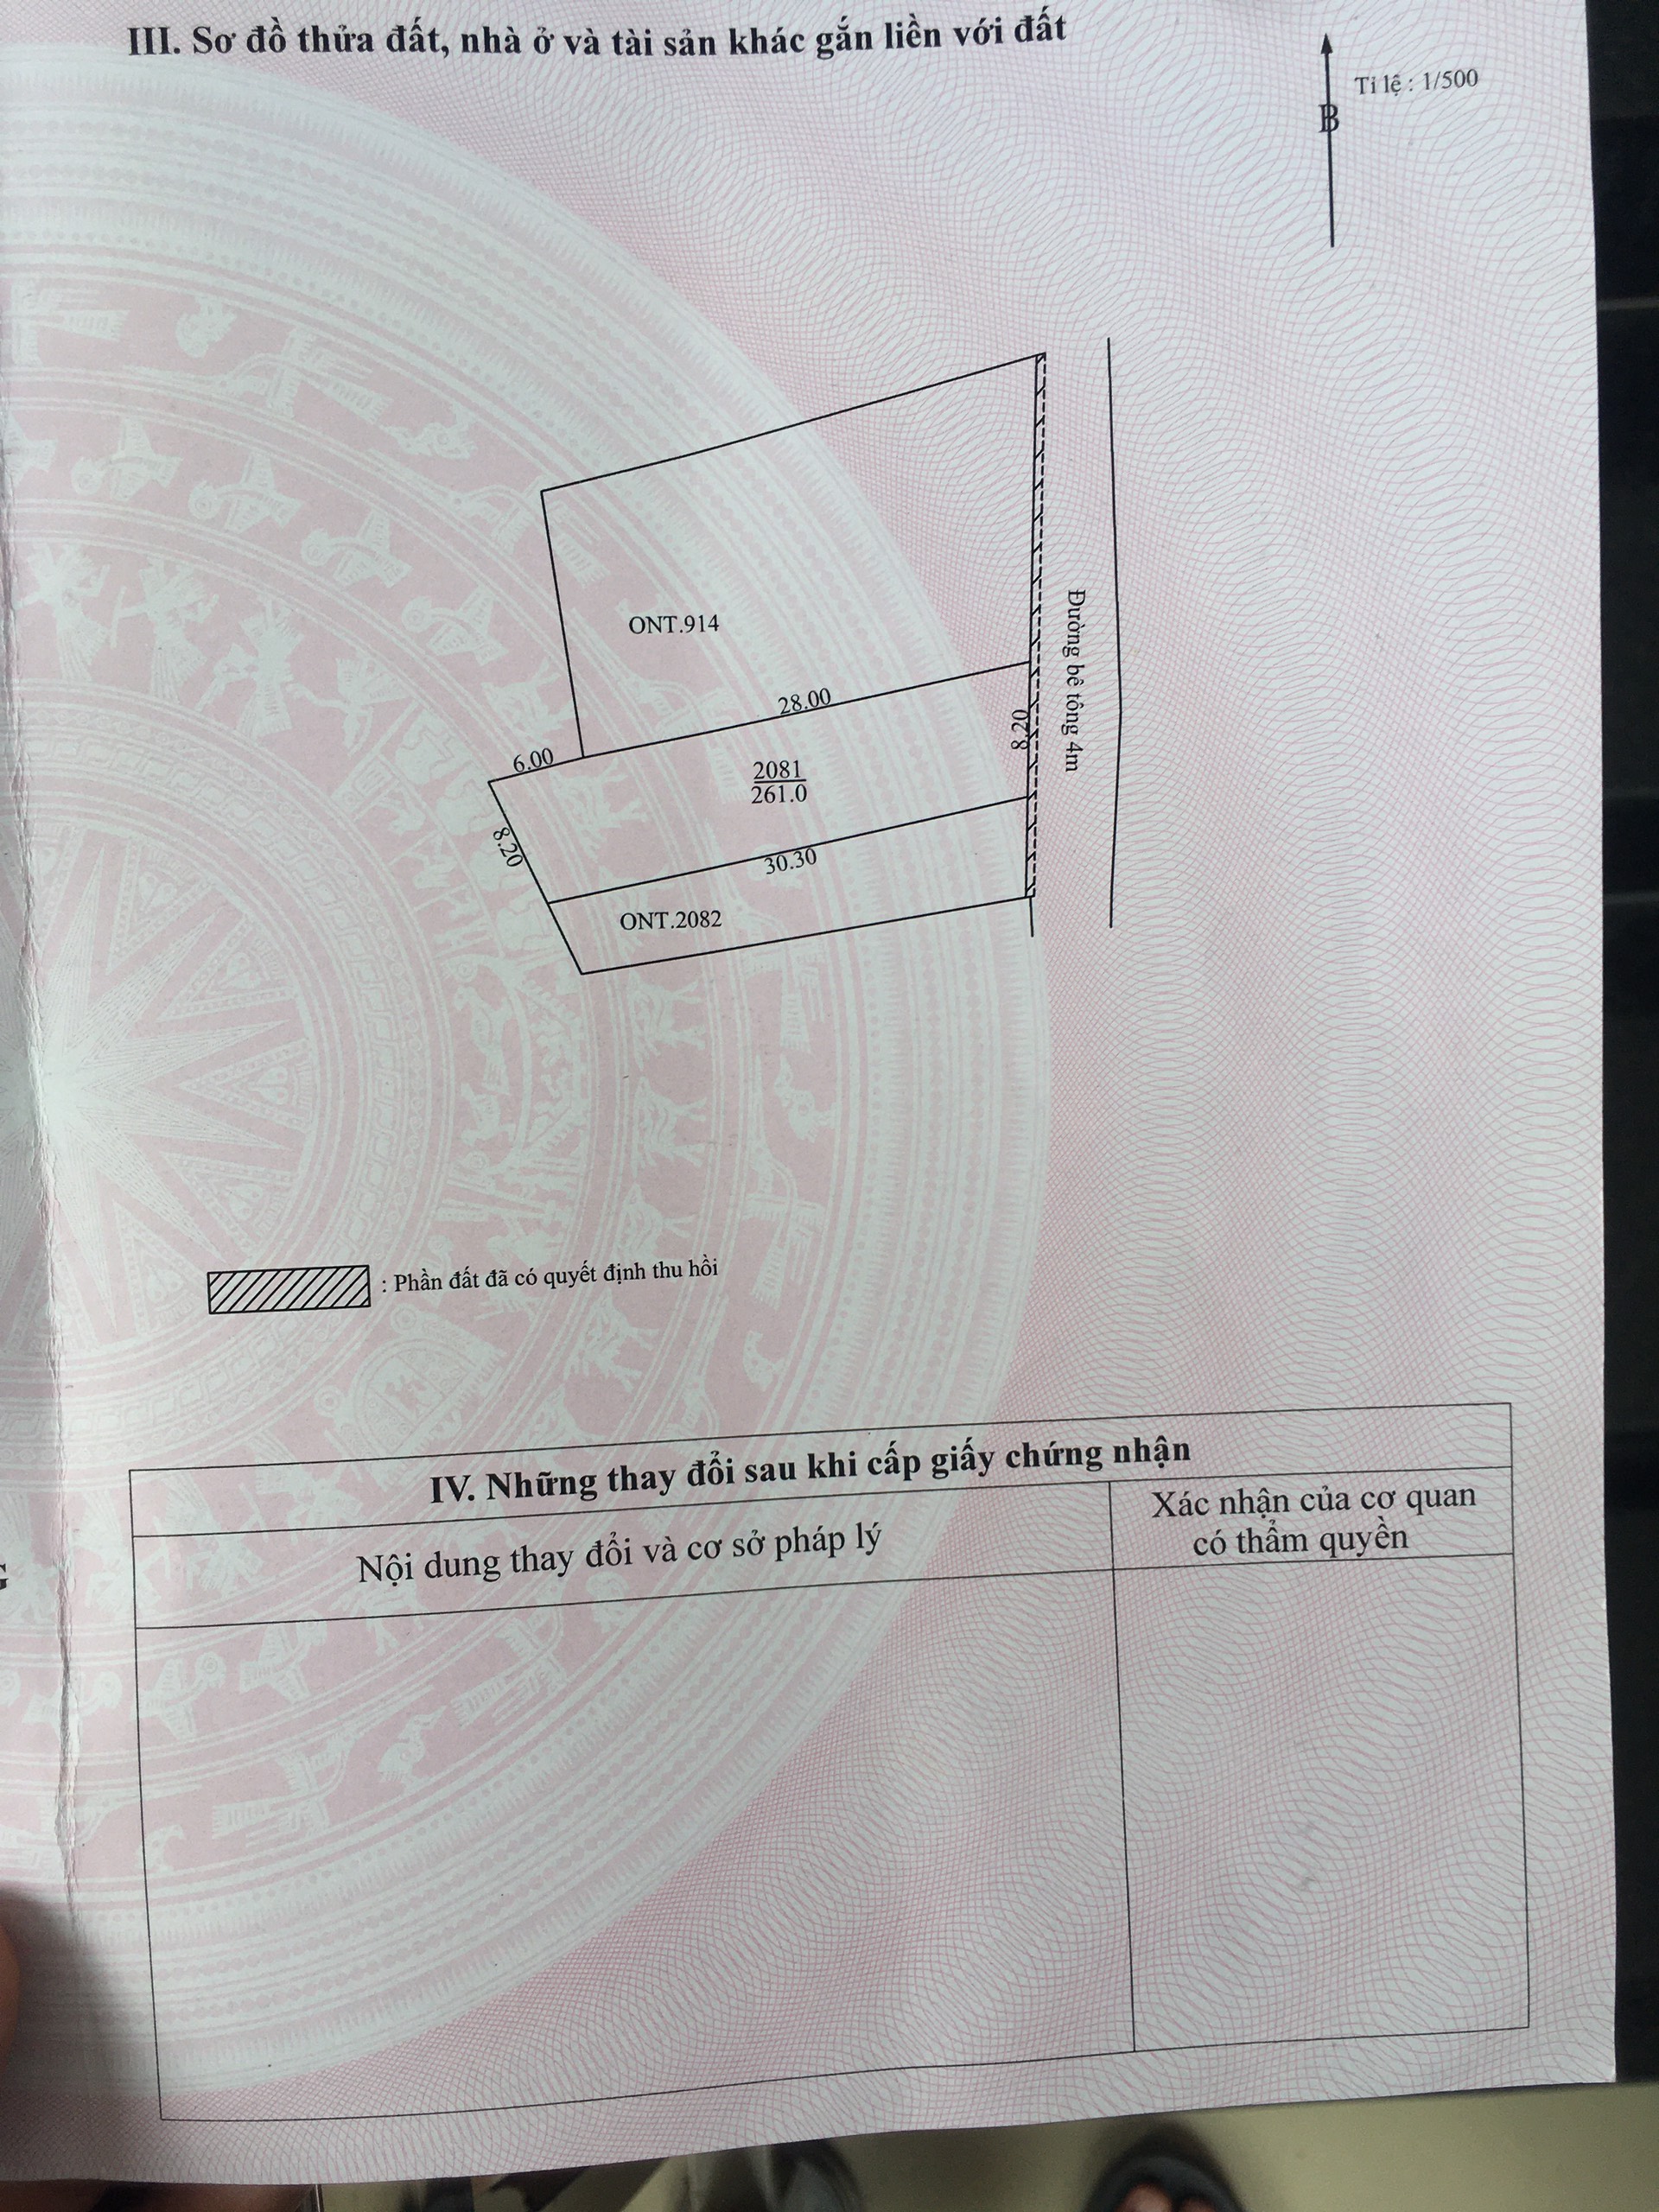 III. Sơ đồ thửa đất, nhà ở và tài sản khác gắn liền với đất
Tỉ lệ : 1/500
B
ONT.914
28.00
6.00
8.20
Đường bê tông 4m
2081
261.0
8.20
30.30
ONT.2082
: Phần đất đã có quyết định thu hồi
IV. Những thay đổi sau khi cấp giấy chứng nhận
Nội dung thay đổi và cơ sở pháp lý
Xác nhận của cơ quan
có thẩm quyền